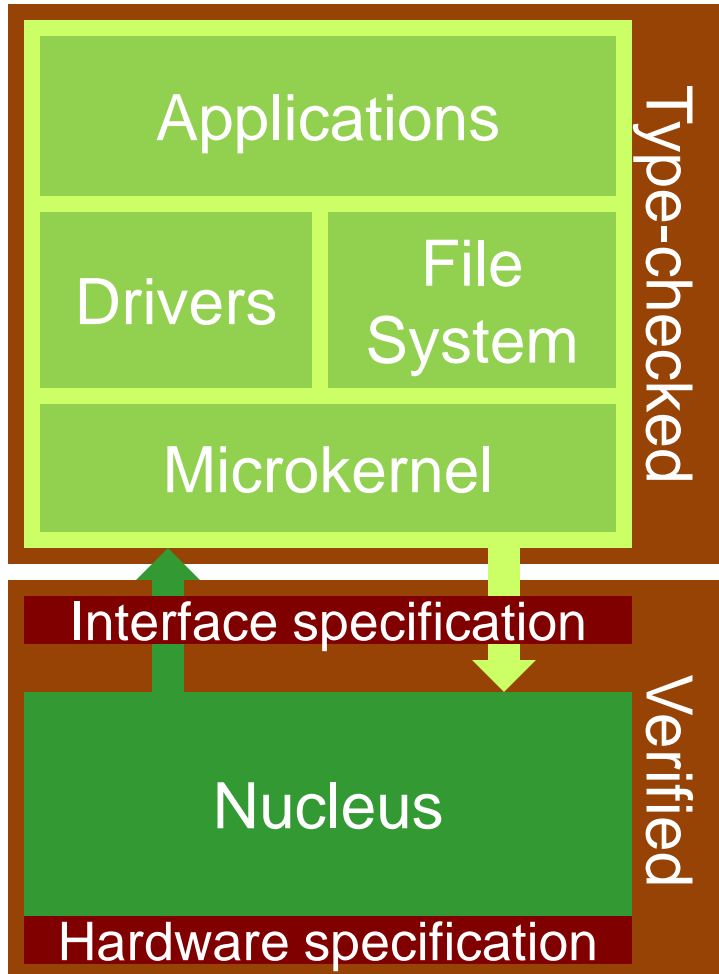 Applications
Type-checked
Drivers
File
System
Microkernel
Interface specification
Verified
Nucleus
Hardware specification